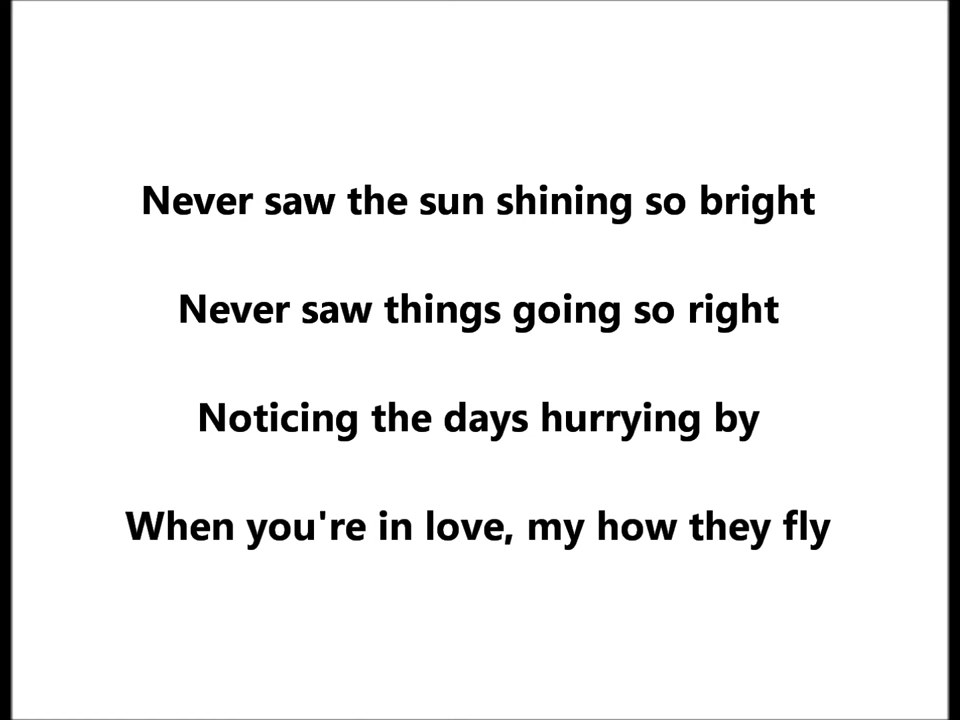 Never saw the sun shining so bright
Never saw things going so right
Noticing the days hurrying by
When you're in love, my how they fly